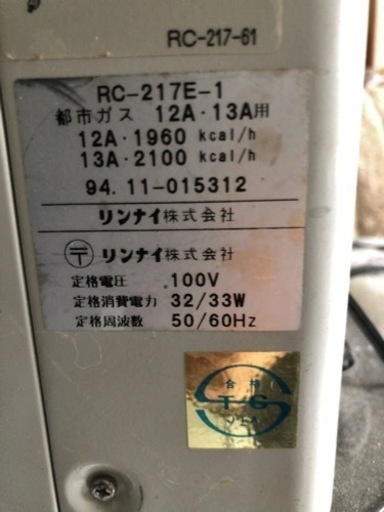 RC-217-61
RC-217E-1
都市ガス 12A・13A用
12A・1960 kcal/h
13A・2100 kcal/h
94.11-015312
リンナイ株式会社
〒 リンナイ株式会社
定格電圧 100V
定格消費電力 32/33W
定格周波数 50/60Hz
合格
T G
JIA